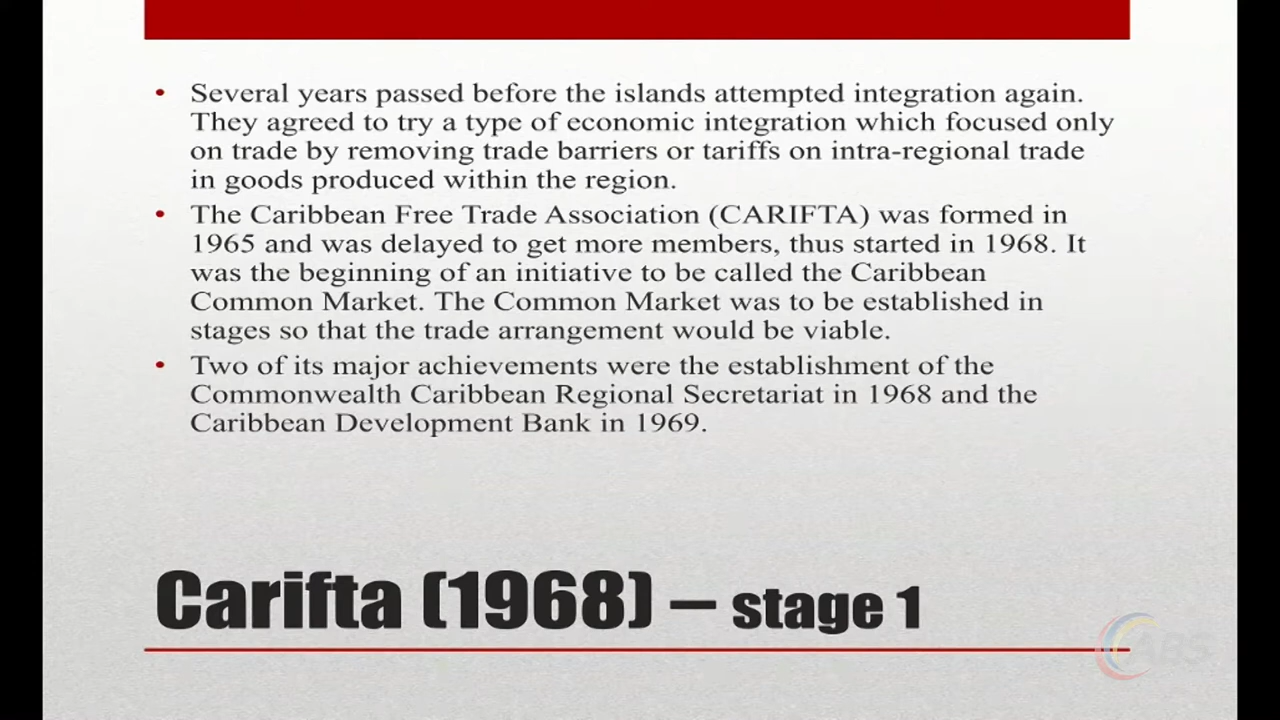 • Several years passed before the islands attempted integration again.
They agreed to try a type of economic integration which focused only
on trade by removing trade barriers or tariffs on intra-regional trade
in goods produced within the region.
• The Caribbean Free Trade Association (CARIFTA) was formed in
1965 and was delayed to get more members, thus started in 1968. It
was the beginning of an initiative to be called the Caribbean
Common Market. The Common Market was to be established in
stages so that the trade arrangement would be viable.
• Two of its major achievements were the establishment of the
Commonwealth Caribbean Regional Secretariat in 1968 and the
Caribbean Development Bank in 1969.
Carifta (1968) – stage 1
ABS